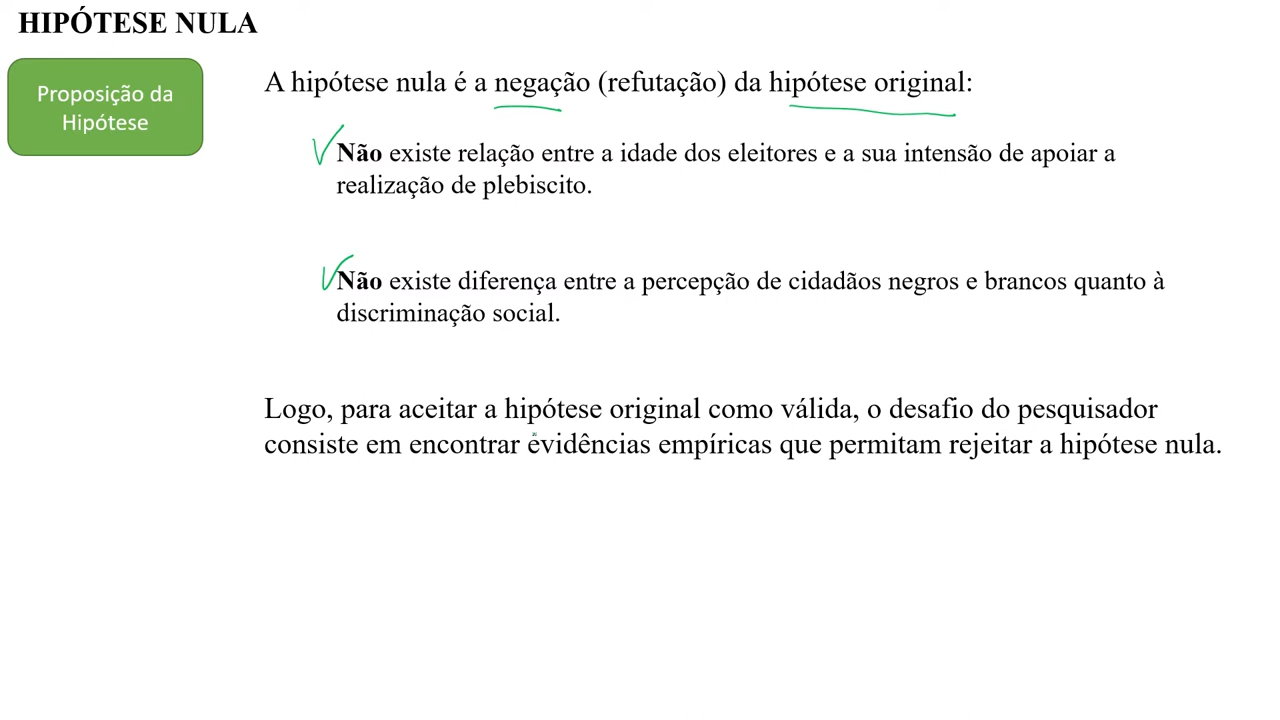 HIPÓTESE NULA
Proposição da
Hipótese
A hipótese nula é a negação (refutação) da hipótese original:
Não existe relação entre a idade dos eleitores e a sua intensão de apoiar a
realização de plebiscito.
Não existe diferença entre a percepção de cidadãos negros e brancos quanto à
discriminação social.
Logo, para aceitar a hipótese original como válida, o desafio do pesquisador
consiste em encontrar evidências empíricas que permitam rejeitar a hipótese nula.